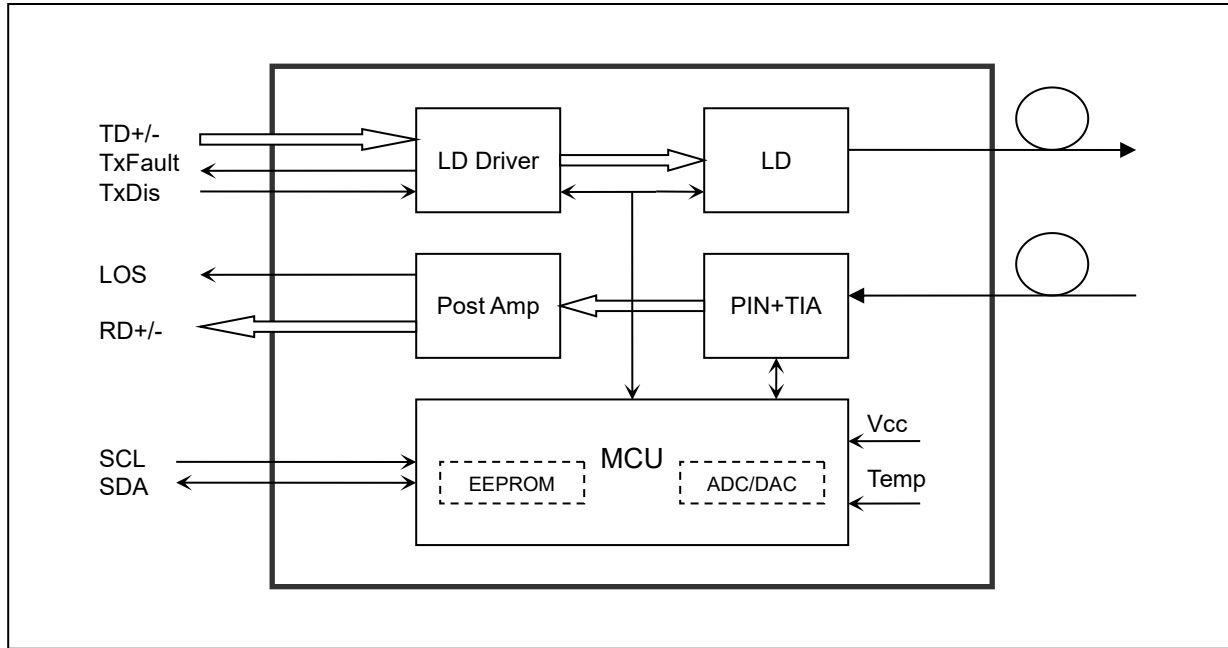 TD+/-
TxFault
TxDis
LD Driver
LD
LOS
RD+/-
Post Amp
PIN+TIA
SCL
SDA
MCU
EEPROM
ADC/DAC
Vcc
Temp